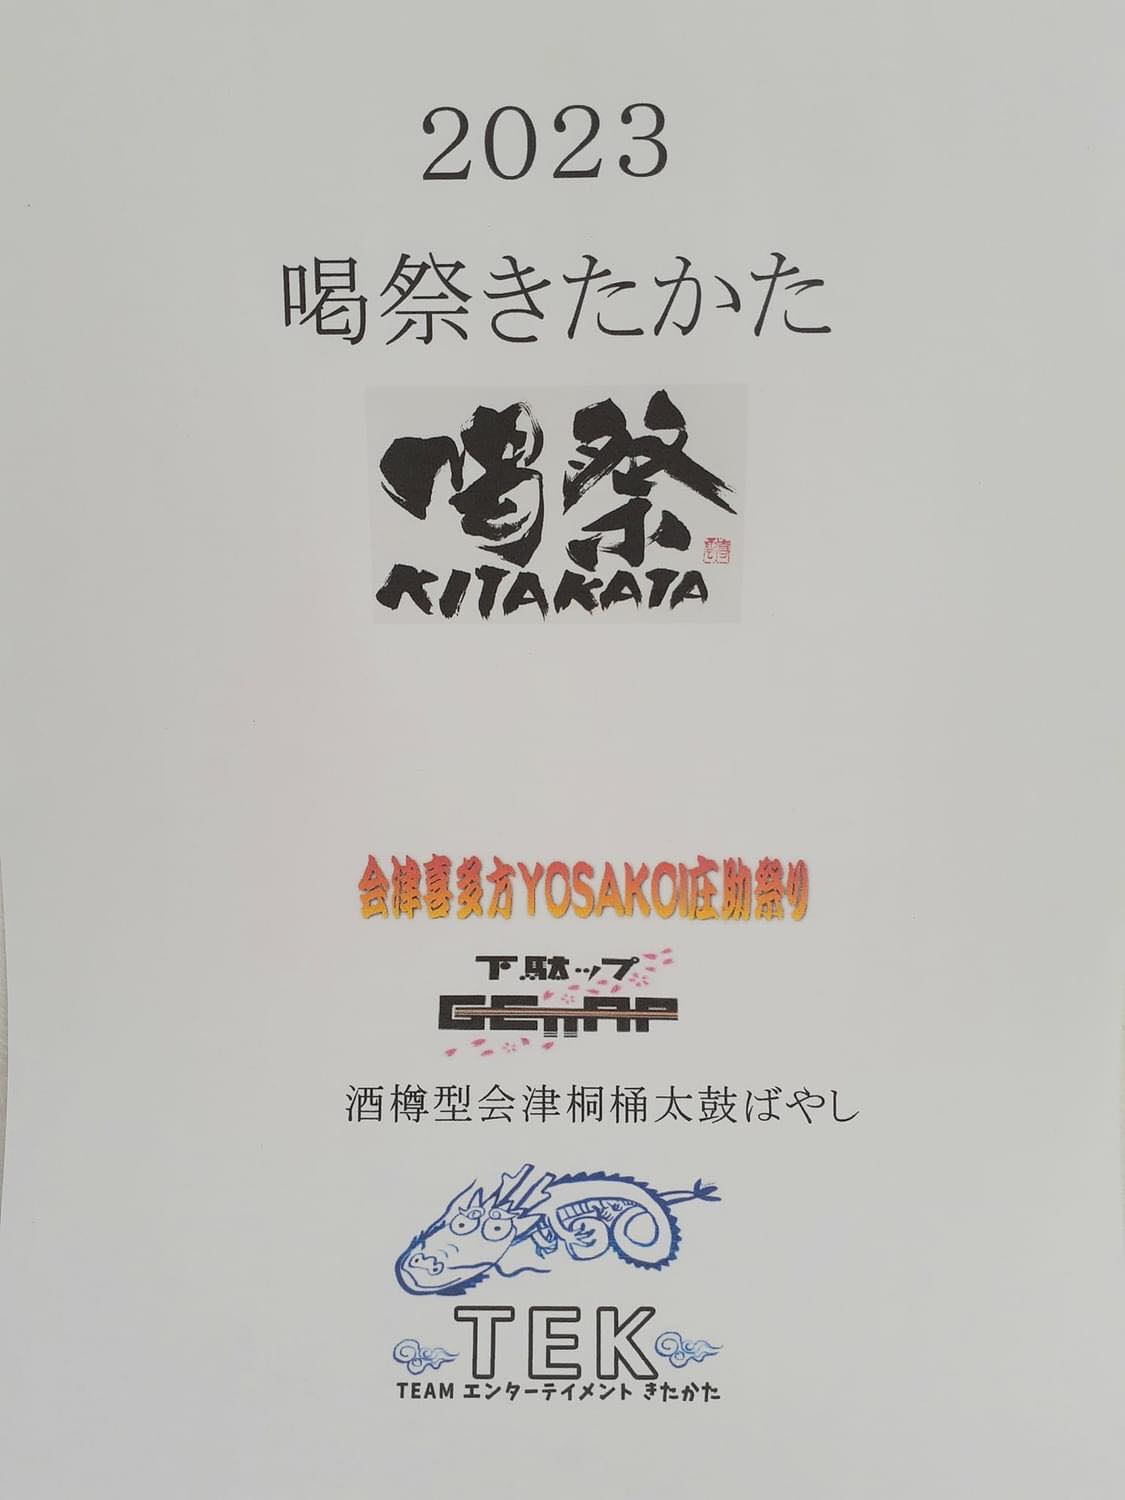 2023
喝祭きたかた
喝祭
KITAKATA
会津喜多方YOSAKOI庄助祭り
下駄ップ
GETAP
酒樽型会津桐桶太鼓ばやし
TEK
TEAM エンターテイメント きたかた